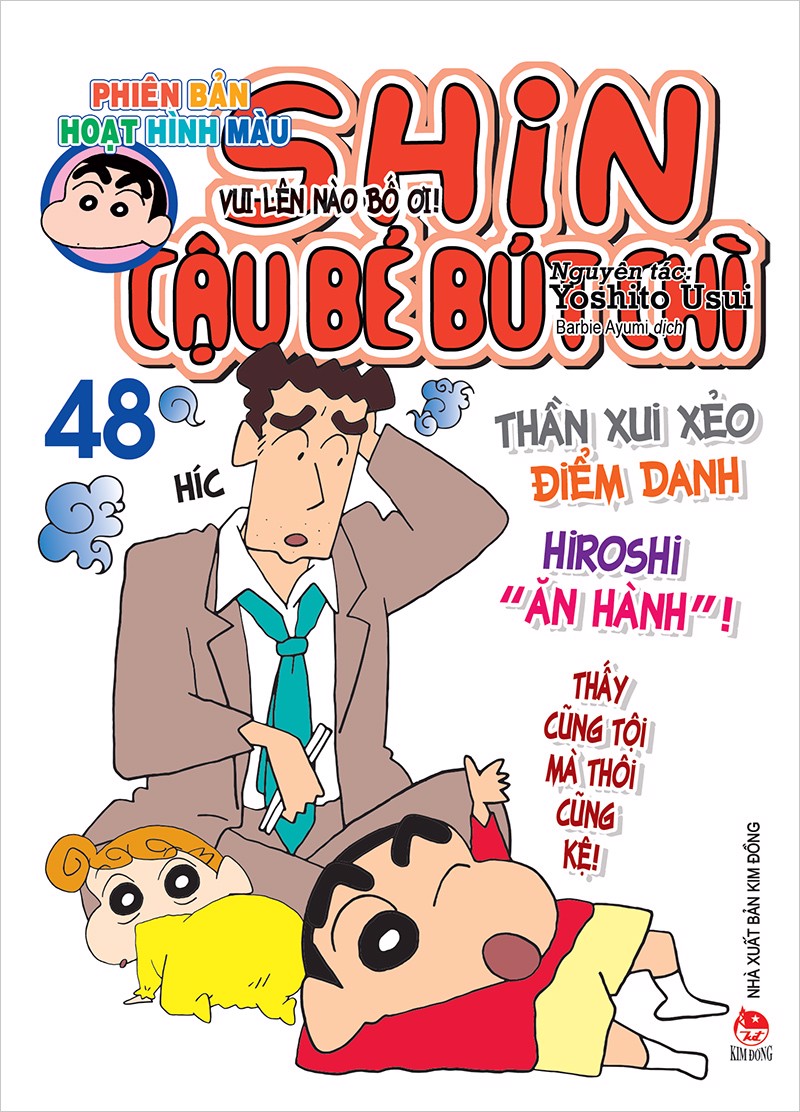 PHIÊN BẢN
HOẠT HÌNH MÀU
SHiN
VUI LÊN NÀO BỐ ƠI!
CẬU BÉ BÚT CHÌ
Nguyên tác:
Yoshito Usui
Barbie Ayumi dịch
48
HÍC
THẦN XUI XẺO
ĐiỂM DANH
HiROSHi
“ĂN HÀNH”!
THẤY
CŨNG TỘI
MÀ THÔI
CŨNG
KỆ!
NHÀ XUẤT BẢN KIM ĐỒNG
Kđ
KIM ĐỒNG